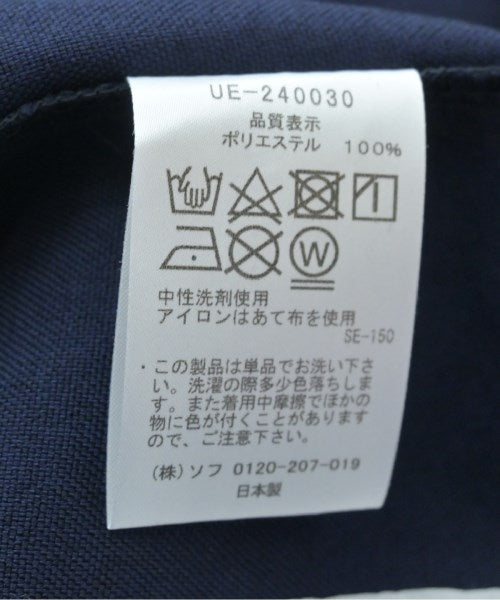 UE-240030
品質表示
ポリエステル 100%
W
中性洗剤使用
アイロンはあて布を使用
SE-150
・この製品は単品でお洗い下さ
い。洗濯の際多少色落ちしま
す。また着用中摩擦でほかの
物に色が付くことがあります
ので、ご注意下さい。
(株)ソフ 0120-207-019
日本製